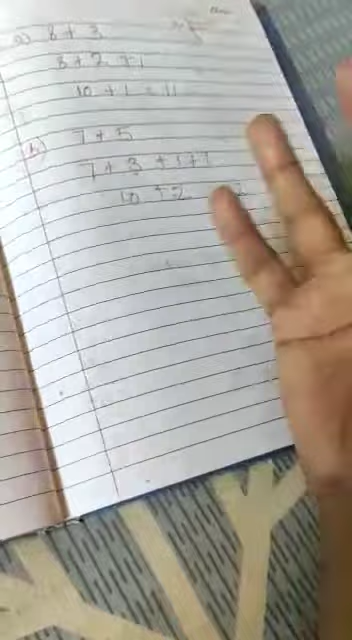 a) 8 + 3
8 + 2 + 1
10 + 1 = 11
b) 7 + 5
7 + 3 + 1 + 1
10 + 2